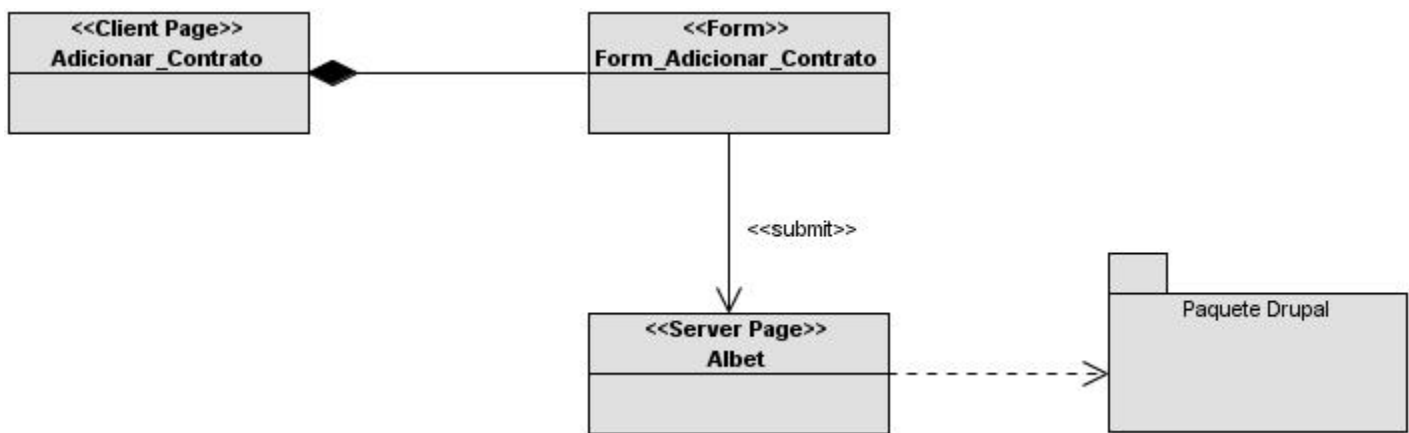 <<Client Page>>
Adicionar_Contrato
<<Form>>
Form_Adicionar_Contrato
<<submit>>
<<Server Page>>
Albet
Paquete Drupal